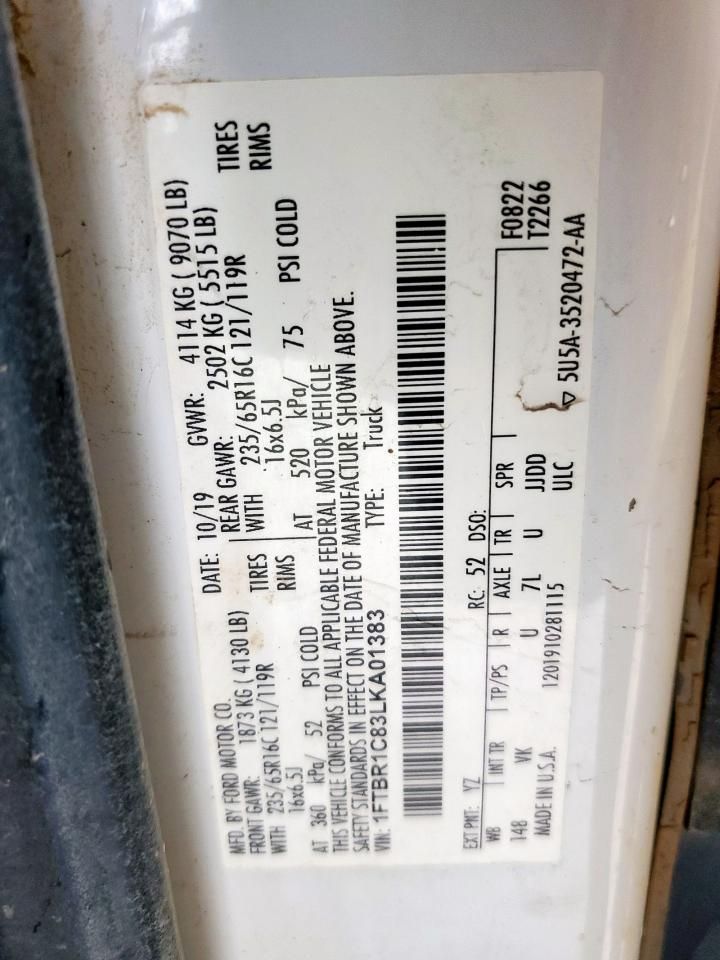 MFD. BY FORD MOTOR CO.
DATE: 10/19 GVWR: 4114 KG ( 9070 LB)
FRONT GAWR: 1873 KG ( 4130 LB)
REAR GAWR: 2502 KG ( 5515 LB)
WITH 235/65R16C 121/119R TIRES
WITH 235/65R16C 121/119R TIRES
16x6.5J RIMS
16x6.5J RIMS
AT 360 kPa/ 52 PSI COLD
AT 520 kPa/ 75 PSI COLD
THIS VEHICLE CONFORMS TO ALL APPLICABLE FEDERAL MOTOR VEHICLE
SAFETY STANDARDS IN EFFECT ON THE DATE OF MANUFACTURE SHOWN ABOVE.
VIN: 1FTBR1C83LKA01383 TYPE: Truck
EXT PNT: YZ RC: 52 DSO:
WB INT TR TP/PS R AXLE TR SPR F0822
148 VK U 7L U JJDD T2266
MADE IN U.S.A. 1201910281115 ULC
▽ 5U5A-3520472-AA